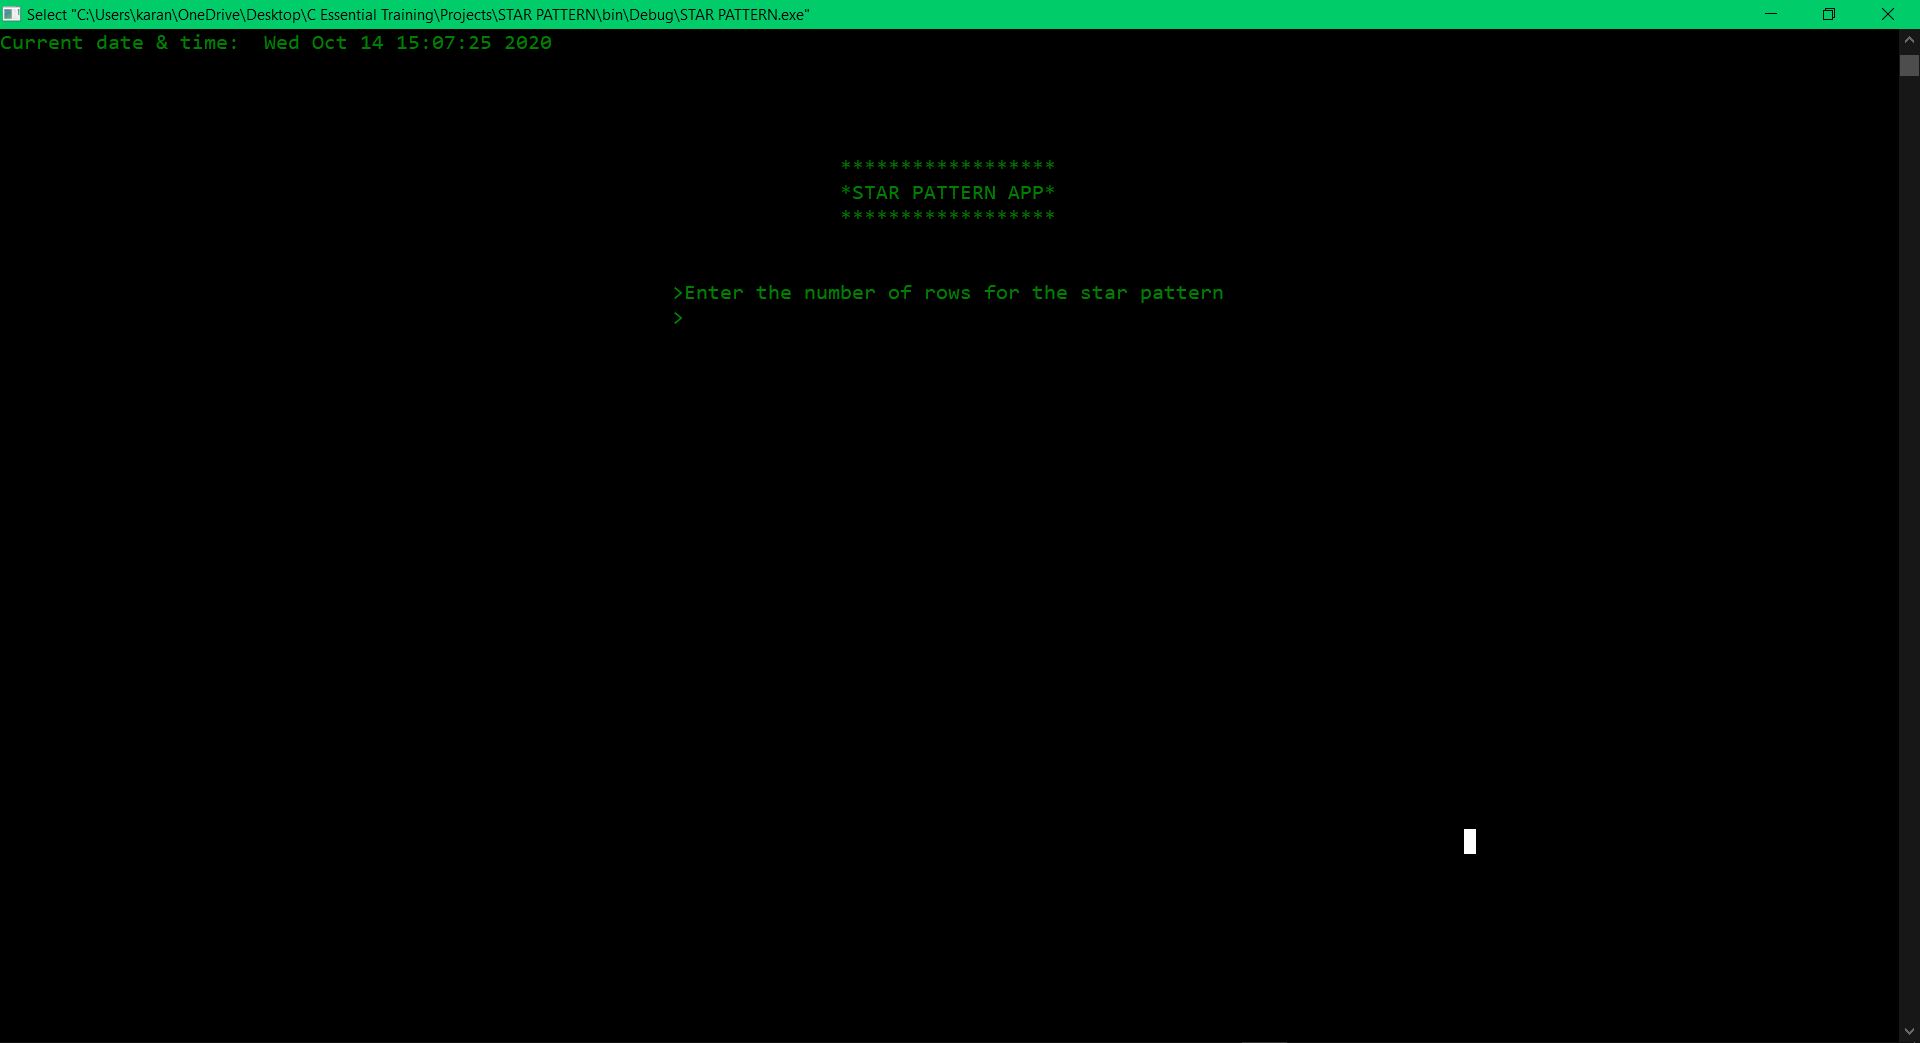 Select "C:\Users\karan\OneDrive\Desktop\C Essential Training\Projects\STAR PATTERN\bin\Debug\STAR PATTERN.exe"
Current date & time:  Wed Oct 14 15:07:25 2020
******************
*STAR PATTERN APP*
******************
>Enter the number of rows for the star pattern
>